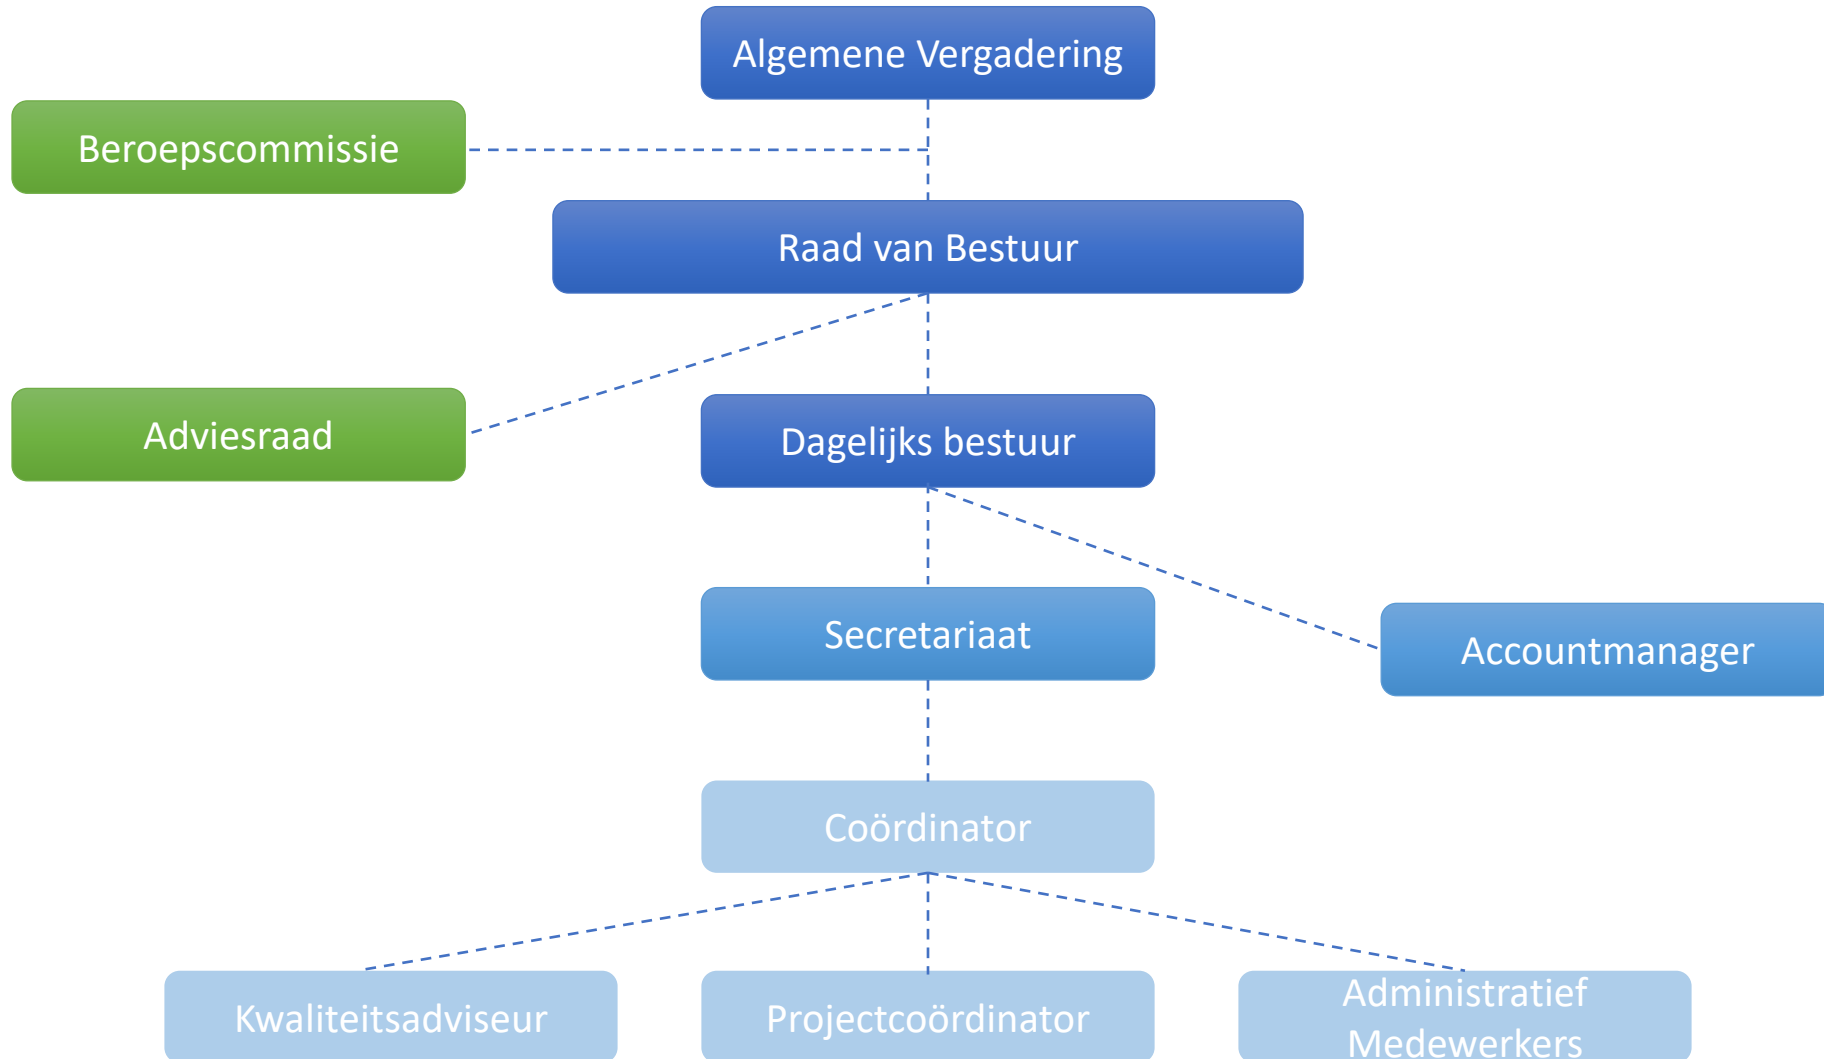 Algemene Vergadering
Beroepscommissie
Raad van Bestuur
Adviesraad
Dagelijks bestuur
Secretariaat
Accountmanager
Coördinator
Kwaliteitsadviseur
Projectcoördinator
Administratief
Medewerkers